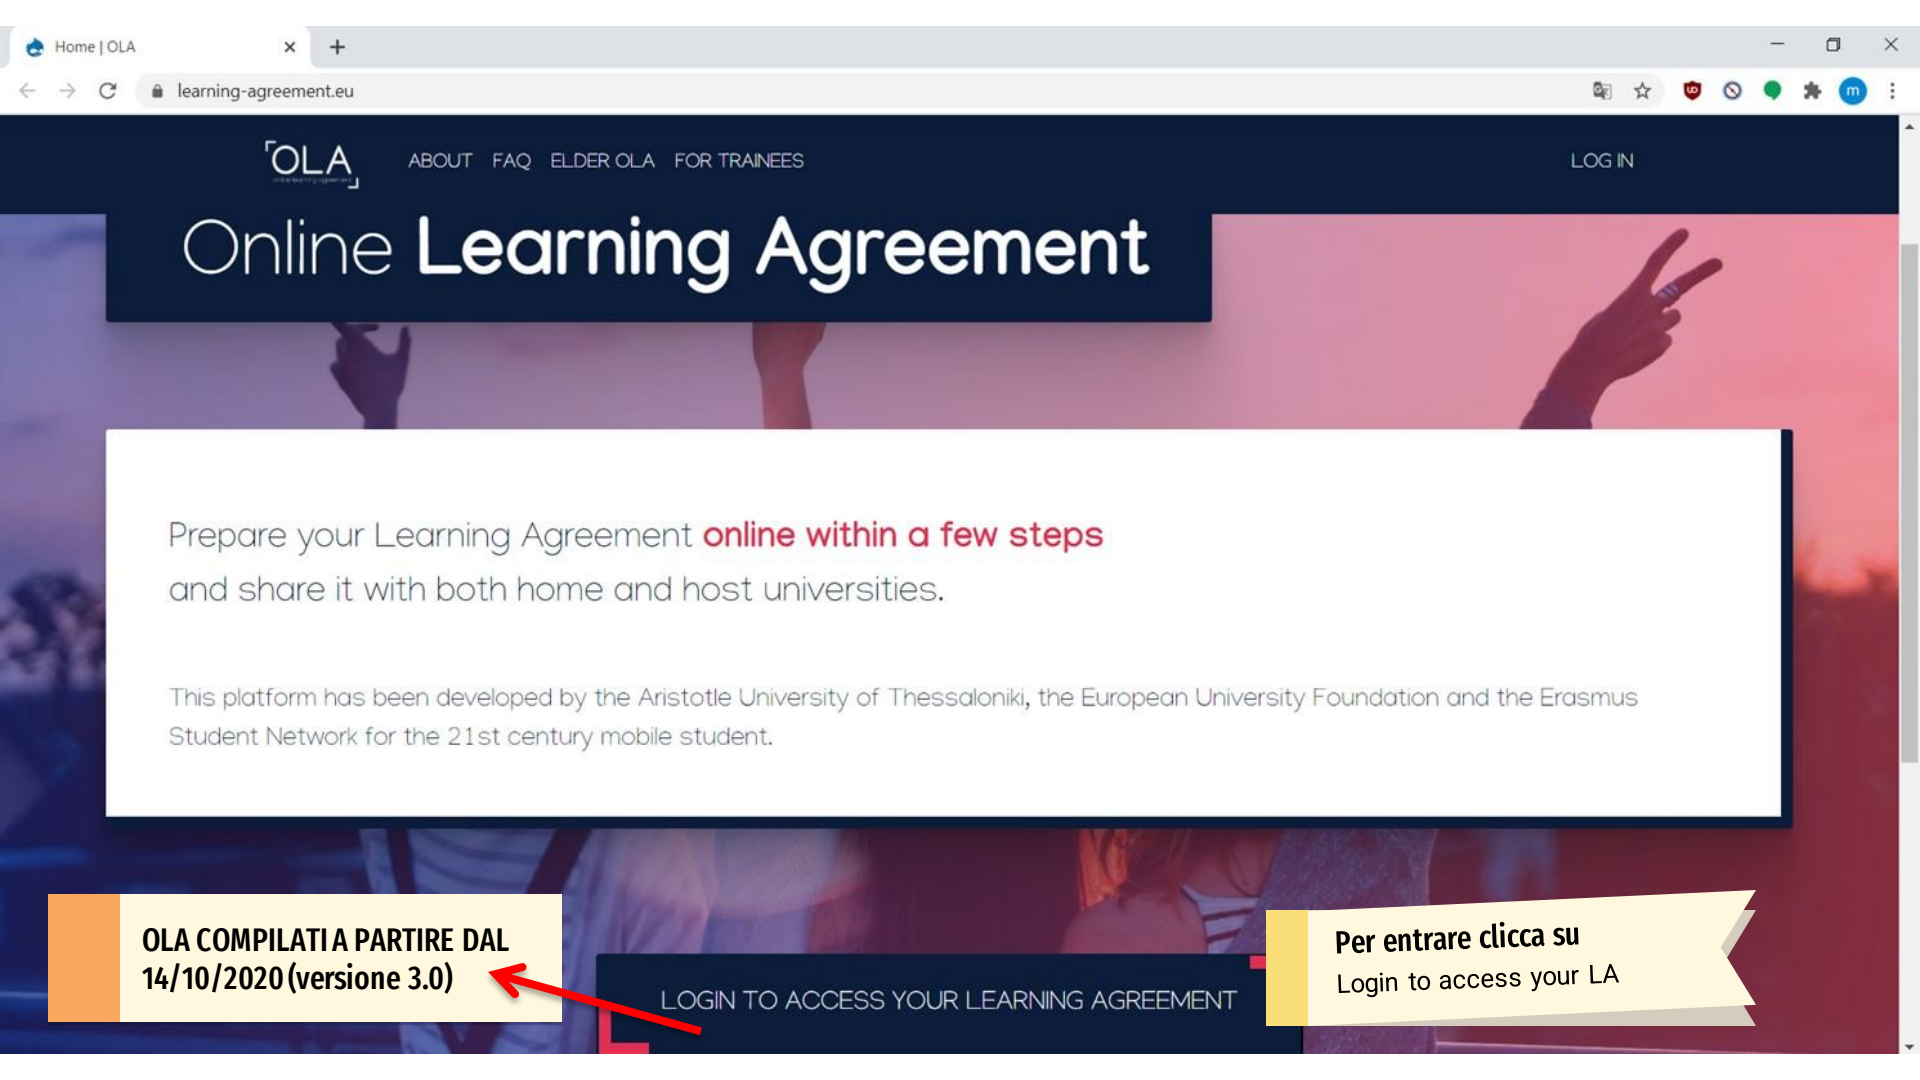 Home | OLA
learning-agreement.eu
m
OLA
ABOUT FAQ ELDER OLA FOR TRAINEES
LOG IN
Online Learning Agreement
Prepare your Learning Agreement online within a few steps
and share it with both home and host universities.
This platform has been developed by the Aristotle University of Thessaloniki, the European University Foundation and the Erasmus
Student Network for the 21st century mobile student.
OLA COMPILATI A PARTIRE DAL
14/10/2020 (versione 3.0)
LOGIN TO ACCESS YOUR LEARNING AGREEMENT
Per entrare clicca su
Login to access your LA